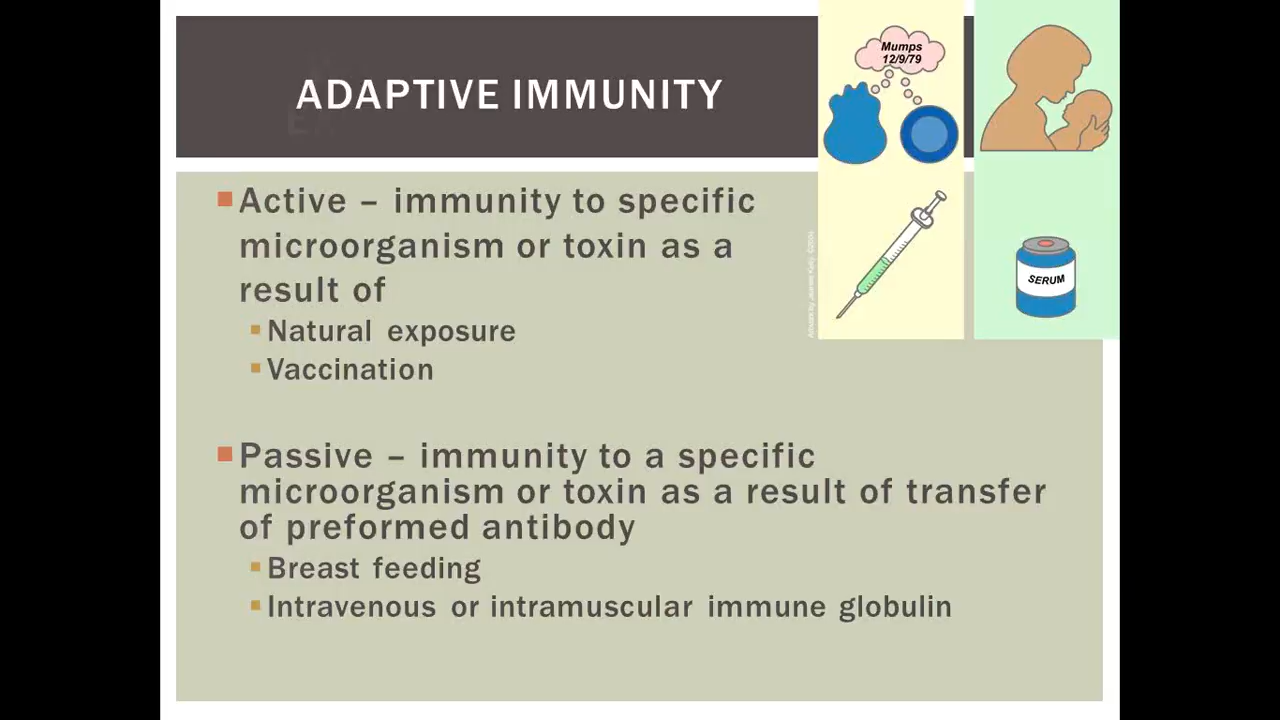 ADAPTIVE IMMUNITY
Mumps
12/9/79
Active – immunity to specific
microorganism or toxin as a
result of
Natural exposure
Vaccination
SERUM
Passive – immunity to a specific
microorganism or toxin as a result of transfer
of preformed antibody
Breast feeding
Intravenous or intramuscular immune globulin